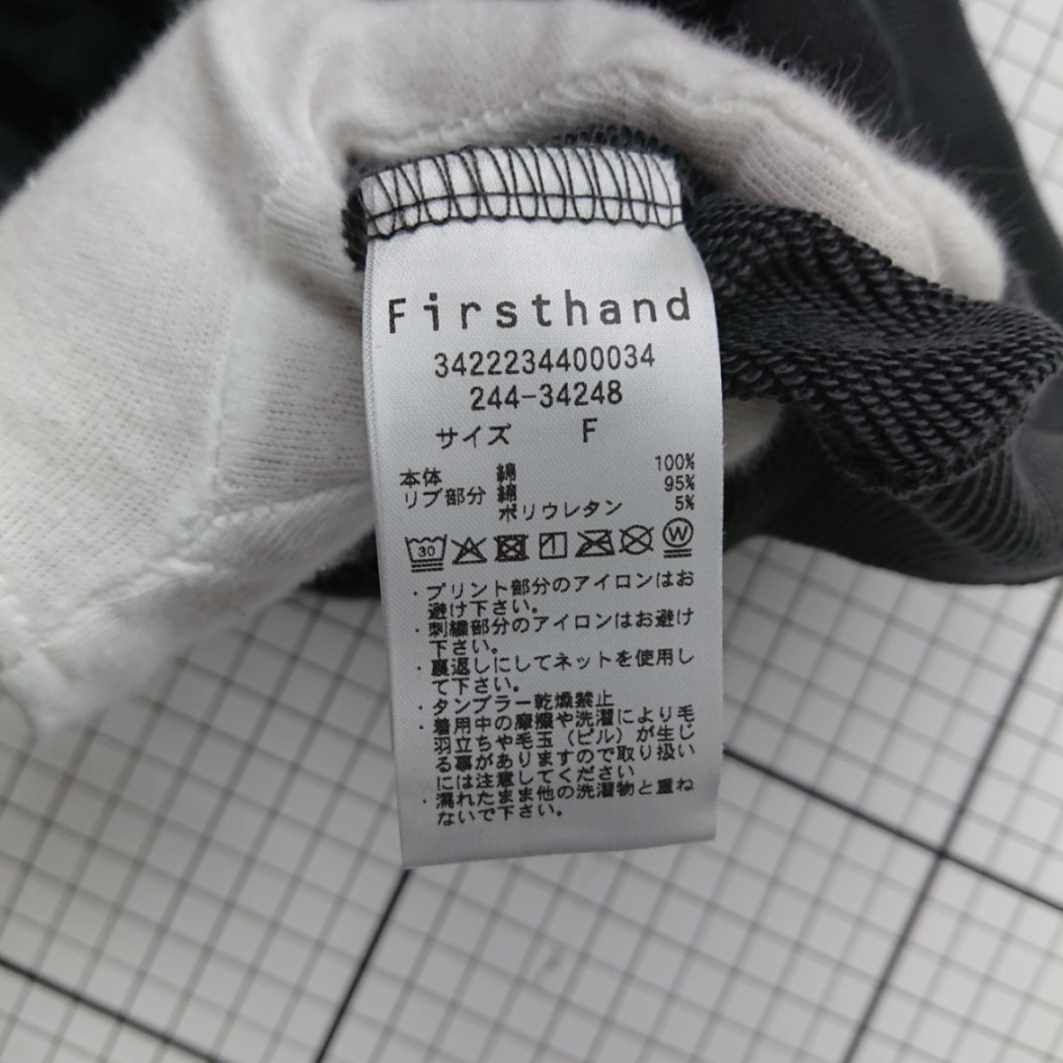 Firsthand
3422234400034
244-34248
サイズ F
本体 綿 100%
リブ部分 綿 95%
ポリウレタン 5%
30
W
・プリント部分のアイロンはお
避け下さい。
・刺繍部分のアイロンはお避け
下さい。
・裏返しにしてネットを使用し
て下さい。
・タンブラー乾燥禁止
・着用中の摩擦や洗濯により毛
羽立ちや毛玉（ピル）が生じ
る事がありますので取り扱い
には注意してください
・濡れたまま他の洗濯物と重ね
ないで下さい。